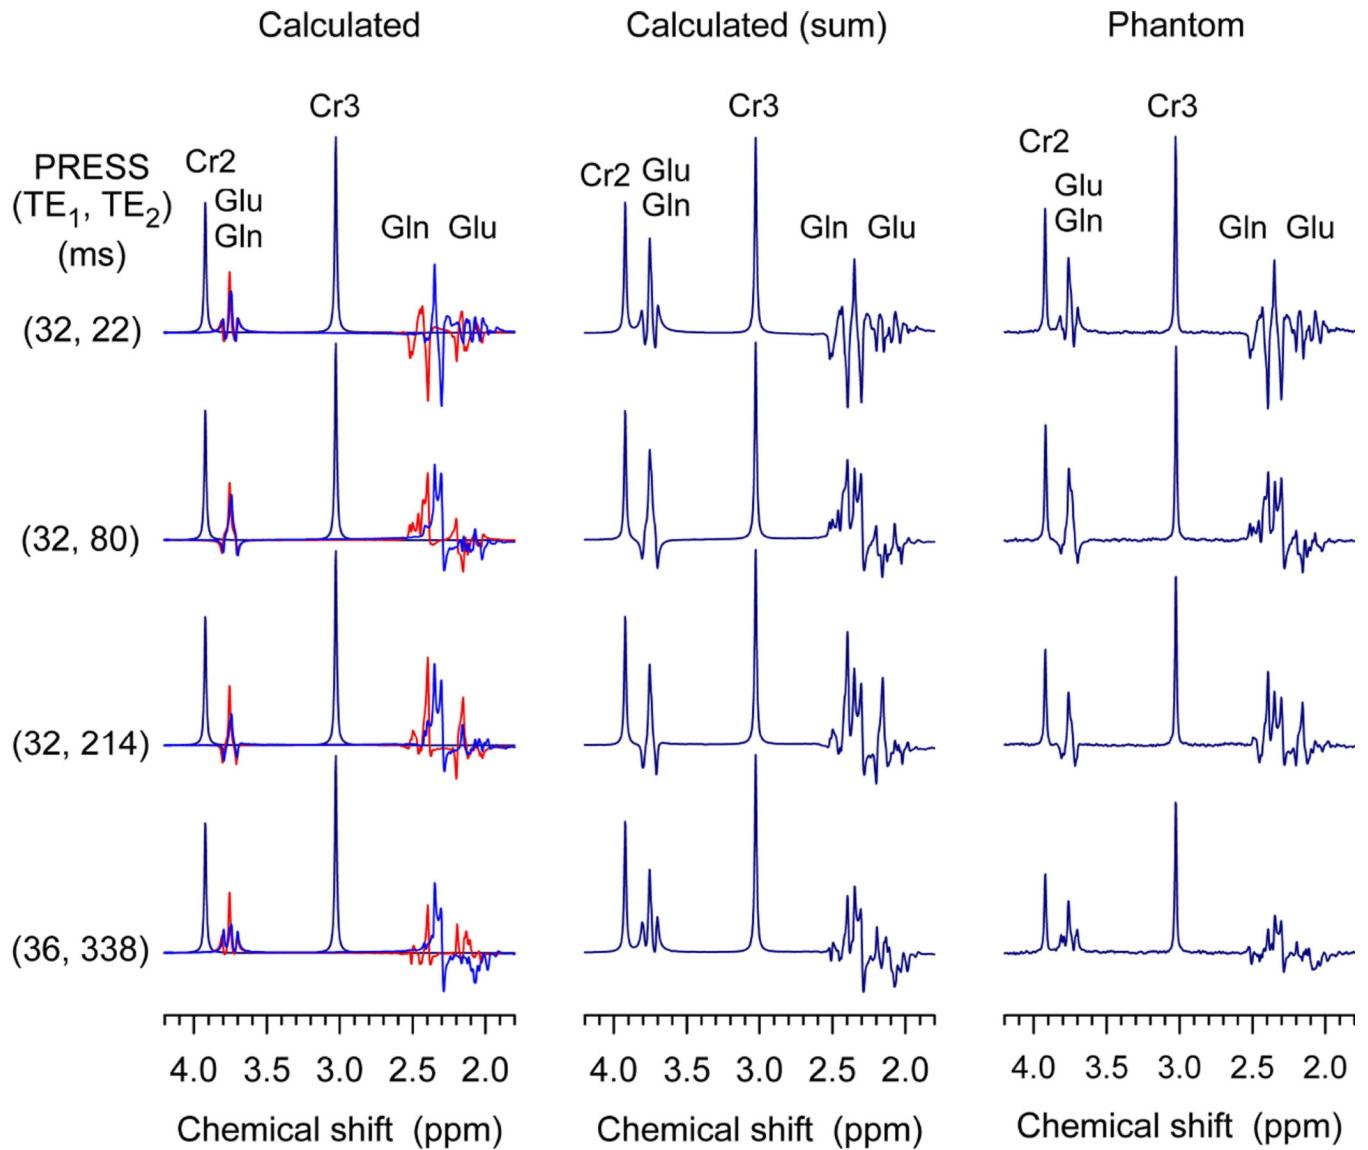 Calculated
Calculated (sum)
Phantom
PRESS
(TE1, TE2)
(ms)
Cr2
Glu
Gln
Cr3
Gln
Glu
Cr2
Glu
Gln
Cr3
Gln
Glu
Cr2
Glu
Gln
Cr3
Gln
Glu
(32, 22)
(32, 80)
(32, 214)
(36, 338)
4.0 3.5 3.0 2.5 2.0
4.0 3.5 3.0 2.5 2.0
4.0 3.5 3.0 2.5 2.0
Chemical shift (ppm)
Chemical shift (ppm)
Chemical shift (ppm)